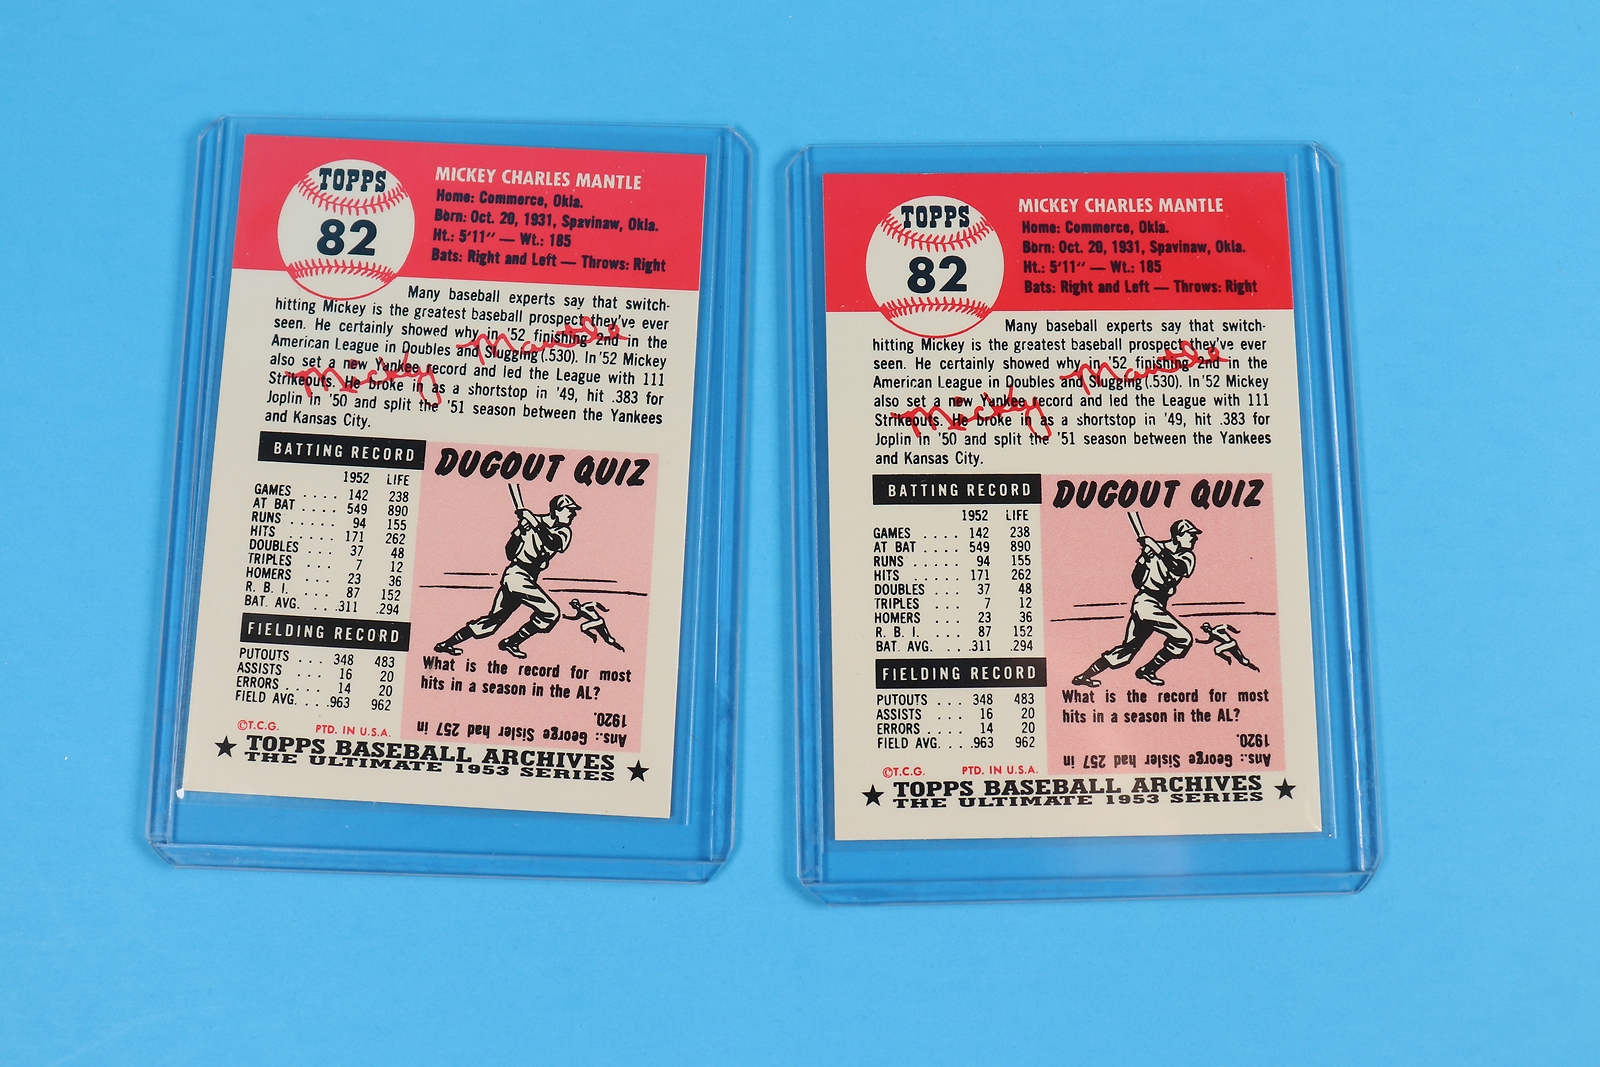 TOPPS
82
MICKEY CHARLES MANTLE
Home: Commerce, Okla.
Born: Oct. 20, 1931, Spavinaw, Okla.
Ht.: 5'11" — Wt.: 185
Bats: Right and Left — Throws: Right
Many baseball experts say that switch-
hitting Mickey is the greatest baseball prospect they've ever
seen. He certainly showed why in '52 finishing 2nd in the
American League in Doubles and Slugging (.530). In '52 Mickey
also set a new Yankee record and led the League with 111
Strikeouts. He broke in as a shortstop in '49, hit .383 for
Joplin in '50 and split the '51 season between the Yankees
and Kansas City.
Mickey Mantle
BATTING RECORD
1952 LIFE
GAMES .... 142 238
AT BAT .... 549 890
RUNS ..... 94 155
HITS ..... 171 262
DOUBLES ... 37 48
TRIPLES ... 7 12
HOMERS ... 23 36
R. B. I. .... 87 152
BAT. AVG. ...311 .294
FIELDING RECORD
PUTOUTS ... 348 483
ASSISTS ... 16 20
ERRORS ... 14 20
FIELD AVG. ...963 962
DUGOUT QUIZ
What is the record for most
hits in a season in the AL?
Ans.: George Sisler had 257 in
1920.
©T.C.G. PTD. IN U.S.A.
★ TOPPS BASEBALL ARCHIVES ★
THE ULTIMATE 1953 SERIES
TOPPS
82
MICKEY CHARLES MANTLE
Home: Commerce, Okla.
Born: Oct. 20, 1931, Spavinaw, Okla.
Ht.: 5'11" — Wt.: 185
Bats: Right and Left — Throws: Right
Many baseball experts say that switch-
hitting Mickey is the greatest baseball prospect they've ever
seen. He certainly showed why in '52 finishing 2nd in the
American League in Doubles and Slugging (.530). In '52 Mickey
also set a new Yankee record and led the League with 111
Strikeouts. He broke in as a shortstop in '49, hit .383 for
Joplin in '50 and split the '51 season between the Yankees
and Kansas City.
Mickey Mantle
BATTING RECORD
1952 LIFE
GAMES .... 142 238
AT BAT .... 549 890
RUNS ..... 94 155
HITS ..... 171 262
DOUBLES ... 37 48
TRIPLES ... 7 12
HOMERS ... 23 36
R. B. I. .... 87 152
BAT. AVG. ...311 .294
FIELDING RECORD
PUTOUTS ... 348 483
ASSISTS ... 16 20
ERRORS ... 14 20
FIELD AVG. ...963 962
DUGOUT QUIZ
What is the record for most
hits in a season in the AL?
Ans.: George Sisler had 257 in
1920.
©T.C.G. PTD. IN U.S.A.
★ TOPPS BASEBALL ARCHIVES ★
THE ULTIMATE 1953 SERIES